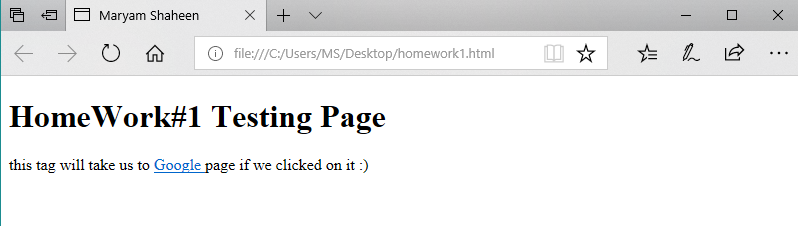 Maryam Shaheen
file:///C:/Users/MS/Desktop/homework1.html
HomeWork#1 Testing Page
this tag will take us to Google page if we clicked on it :)